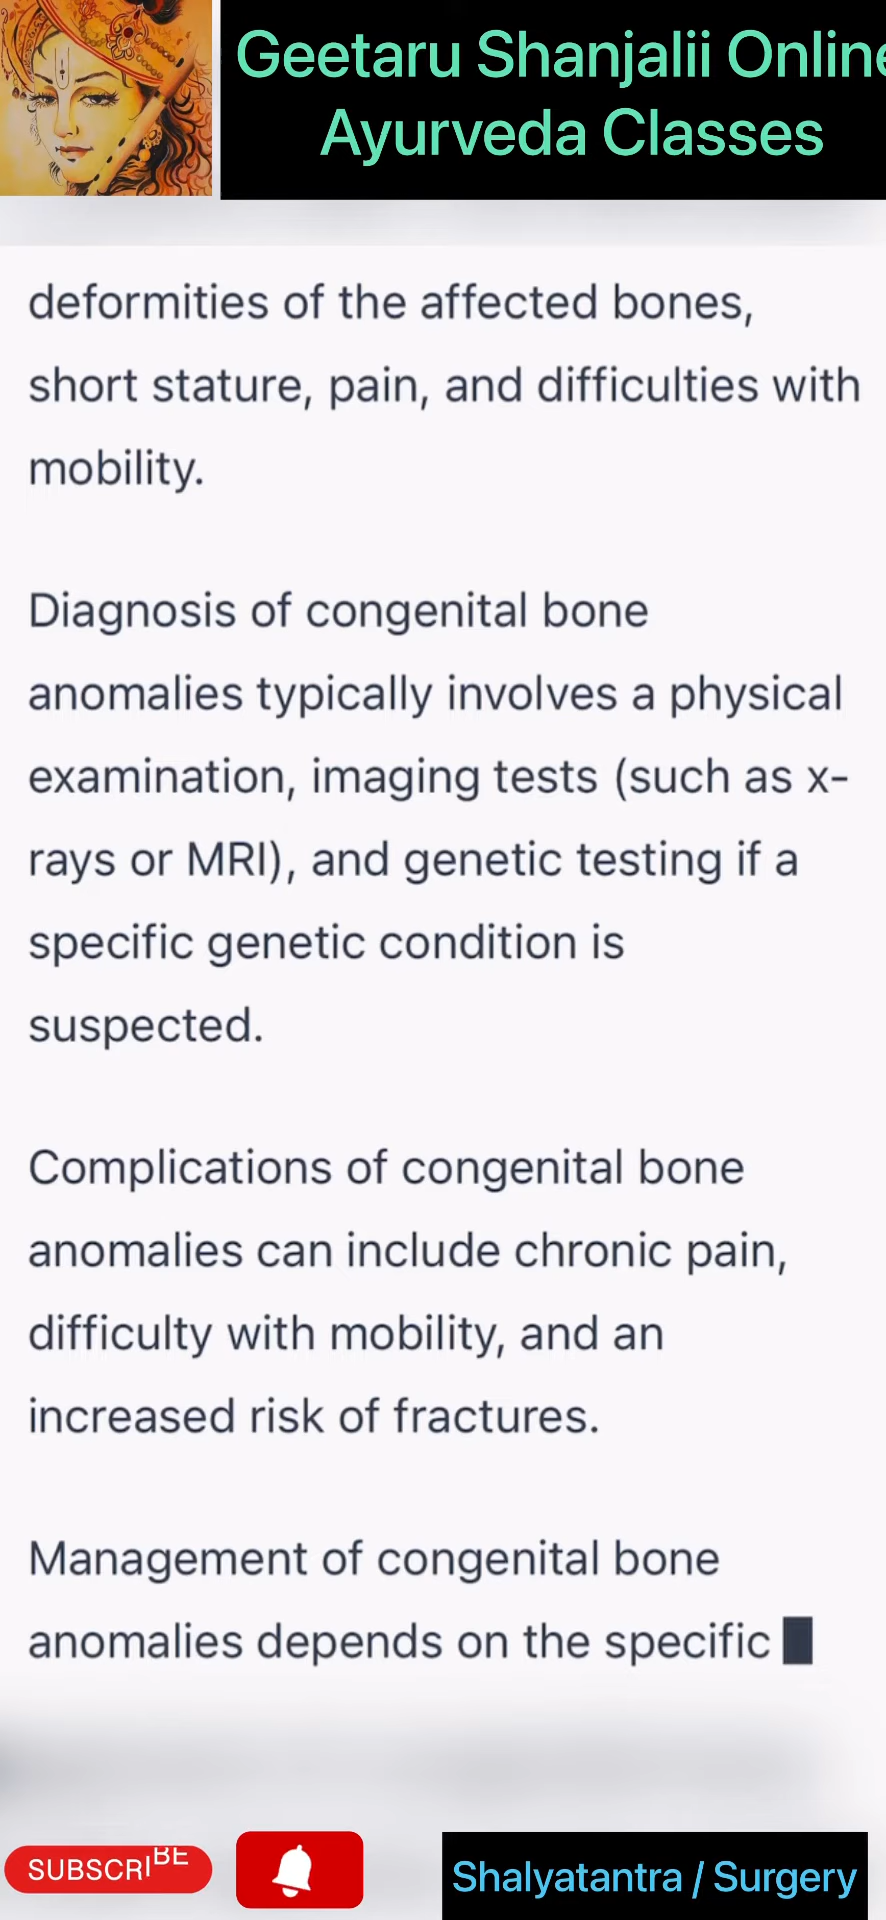 Geetaru Shanjalii Online
Ayurveda Classes
deformities of the affected bones,
short stature, pain, and difficulties with
mobility.
Diagnosis of congenital bone
anomalies typically involves a physical
examination, imaging tests (such as x-
rays or MRI), and genetic testing if a
specific genetic condition is
suspected.
Complications of congenital bone
anomalies can include chronic pain,
difficulty with mobility, and an
increased risk of fractures.
Management of congenital bone
anomalies depends on the specific
SUBSCRIBE
Shalyatantra / Surgery